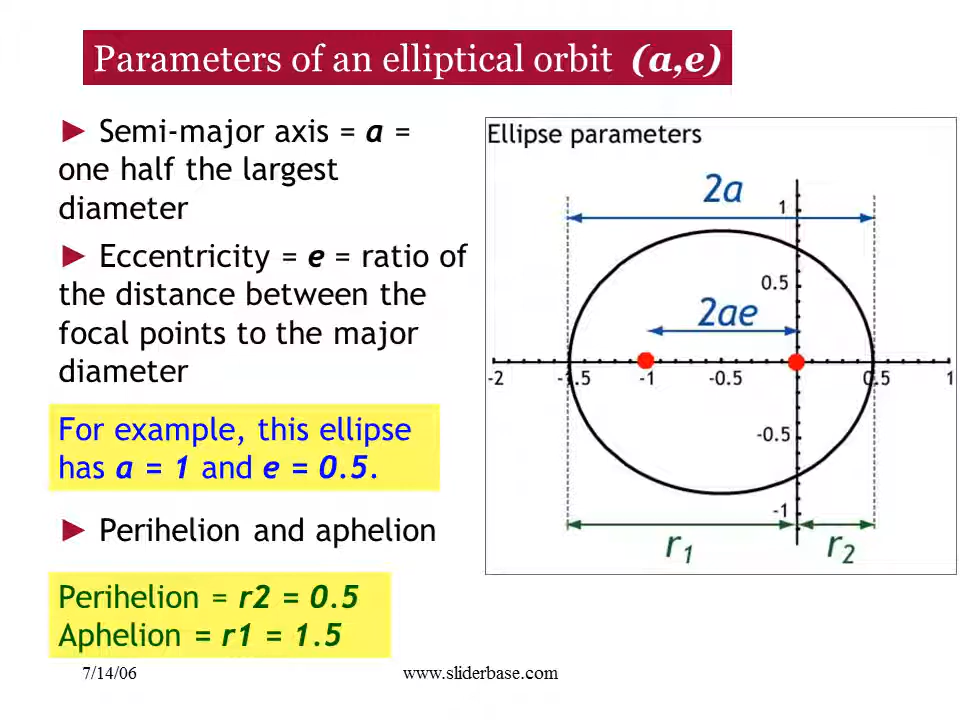 Parameters of an elliptical orbit (a,e)
► Semi-major axis = a =
one half the largest
diameter
► Eccentricity = e = ratio of
the distance between the
focal points to the major
diameter
For example, this ellipse
has a = 1 and e = 0.5.
► Perihelion and aphelion
Perihelion = r2 = 0.5
Aphelion = r1 = 1.5
Ellipse parameters
2a
1
0.5
2ae
-2
-1.5
-1
-0.5
0.5
1
-0.5
-1
r1
r2
7/14/06
www.sliderbase.com